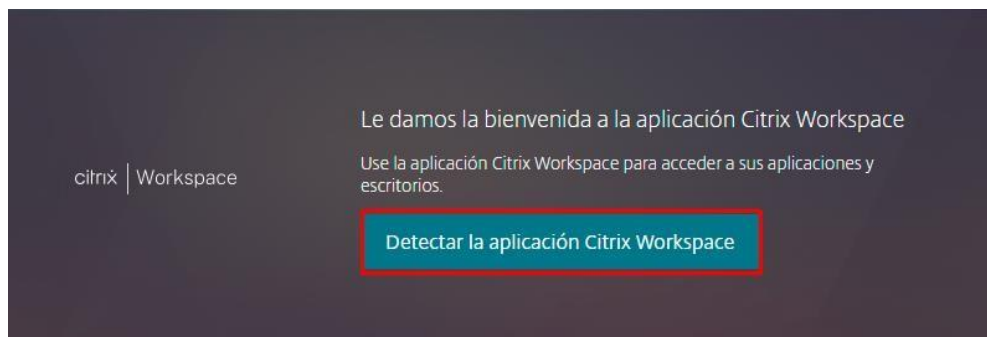 Le damos la bienvenida a la aplicación Citrix Workspace
Use la aplicación Citrix Workspace para acceder a sus aplicaciones y
escritorios.
citrix | Workspace
Detectar la aplicación Citrix Workspace